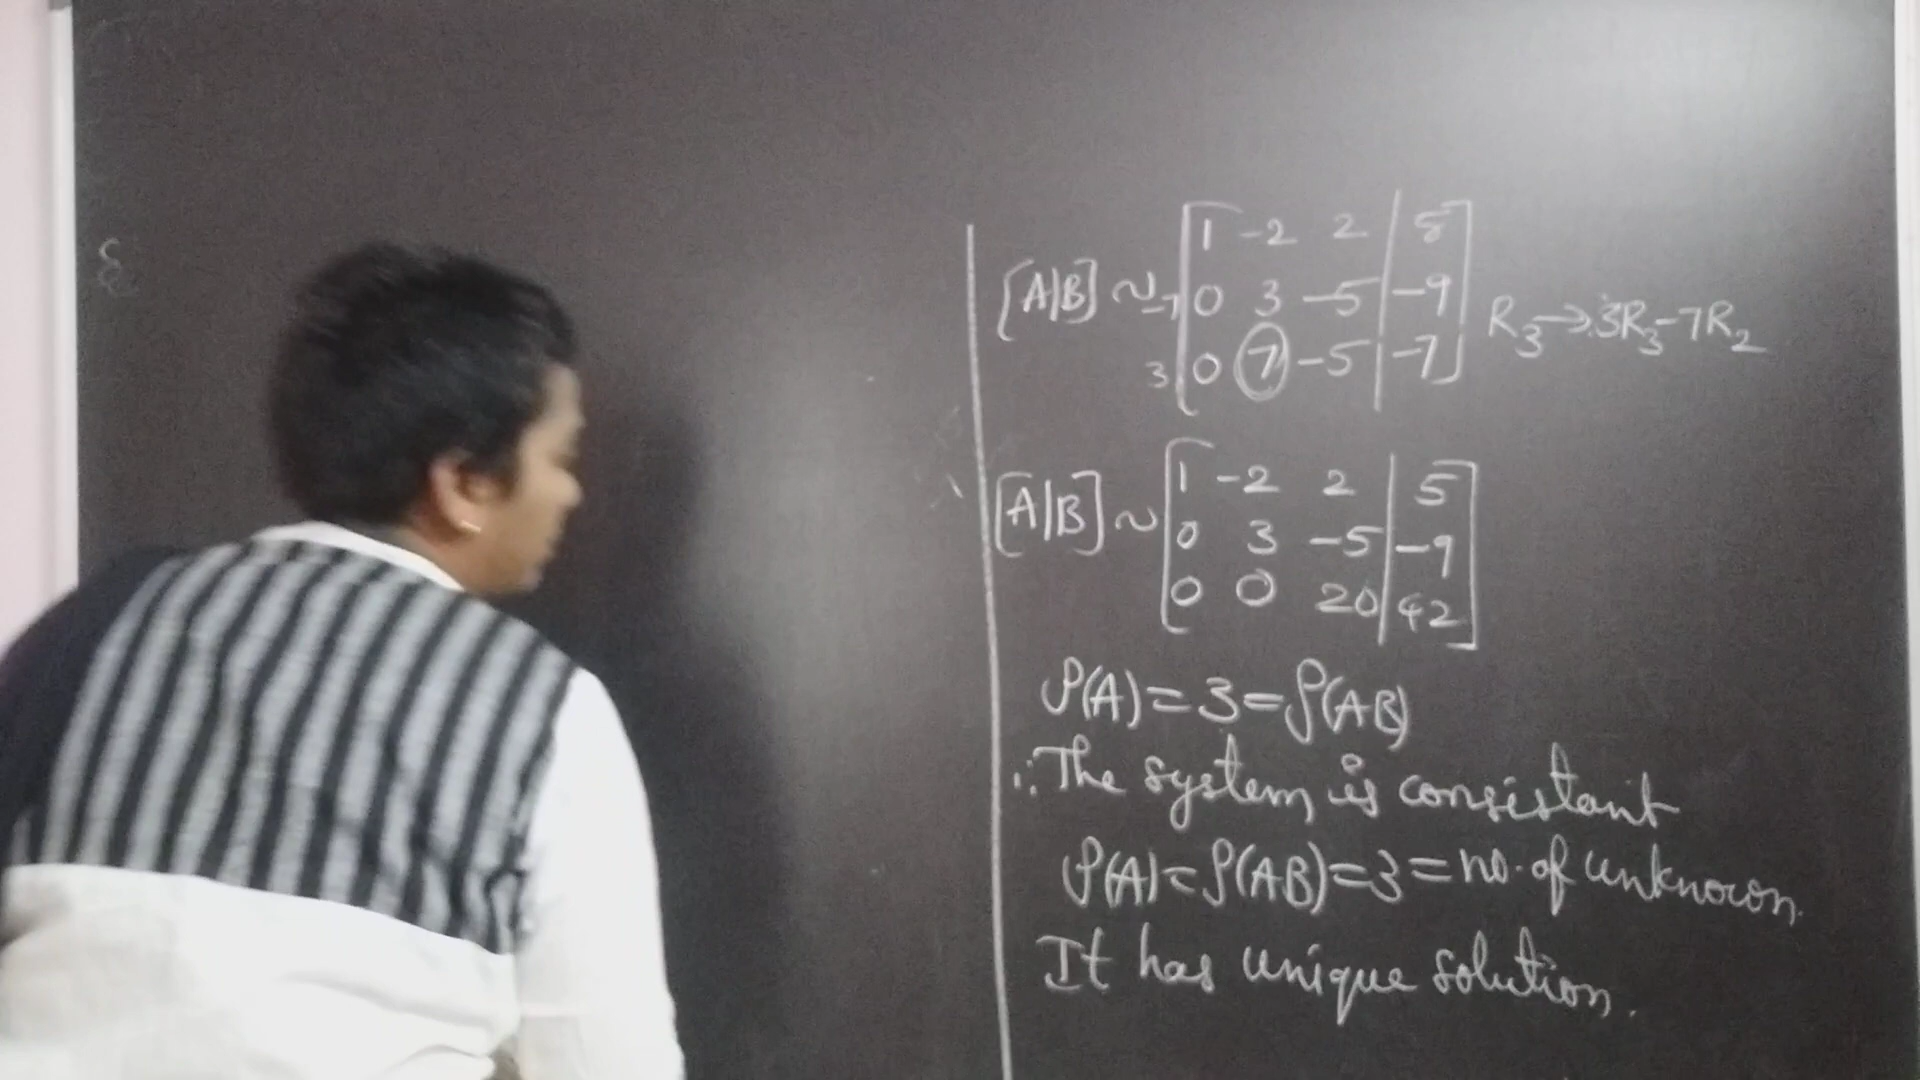 [A|B] ~ [1 -2 2 | 5
-7 0 3 -5 | -9
3 0 7 -5 | -7] R₃→3R₃-7R₂
[A|B] ~ [1 -2 2 | 5
0 3 -5 | -9
0 0 20 | 42]
ρ(A)=3=ρ(AB)
∴ The system is consistant
ρ(A)=ρ(AB)=3=no. of unknown.
It has unique solution.